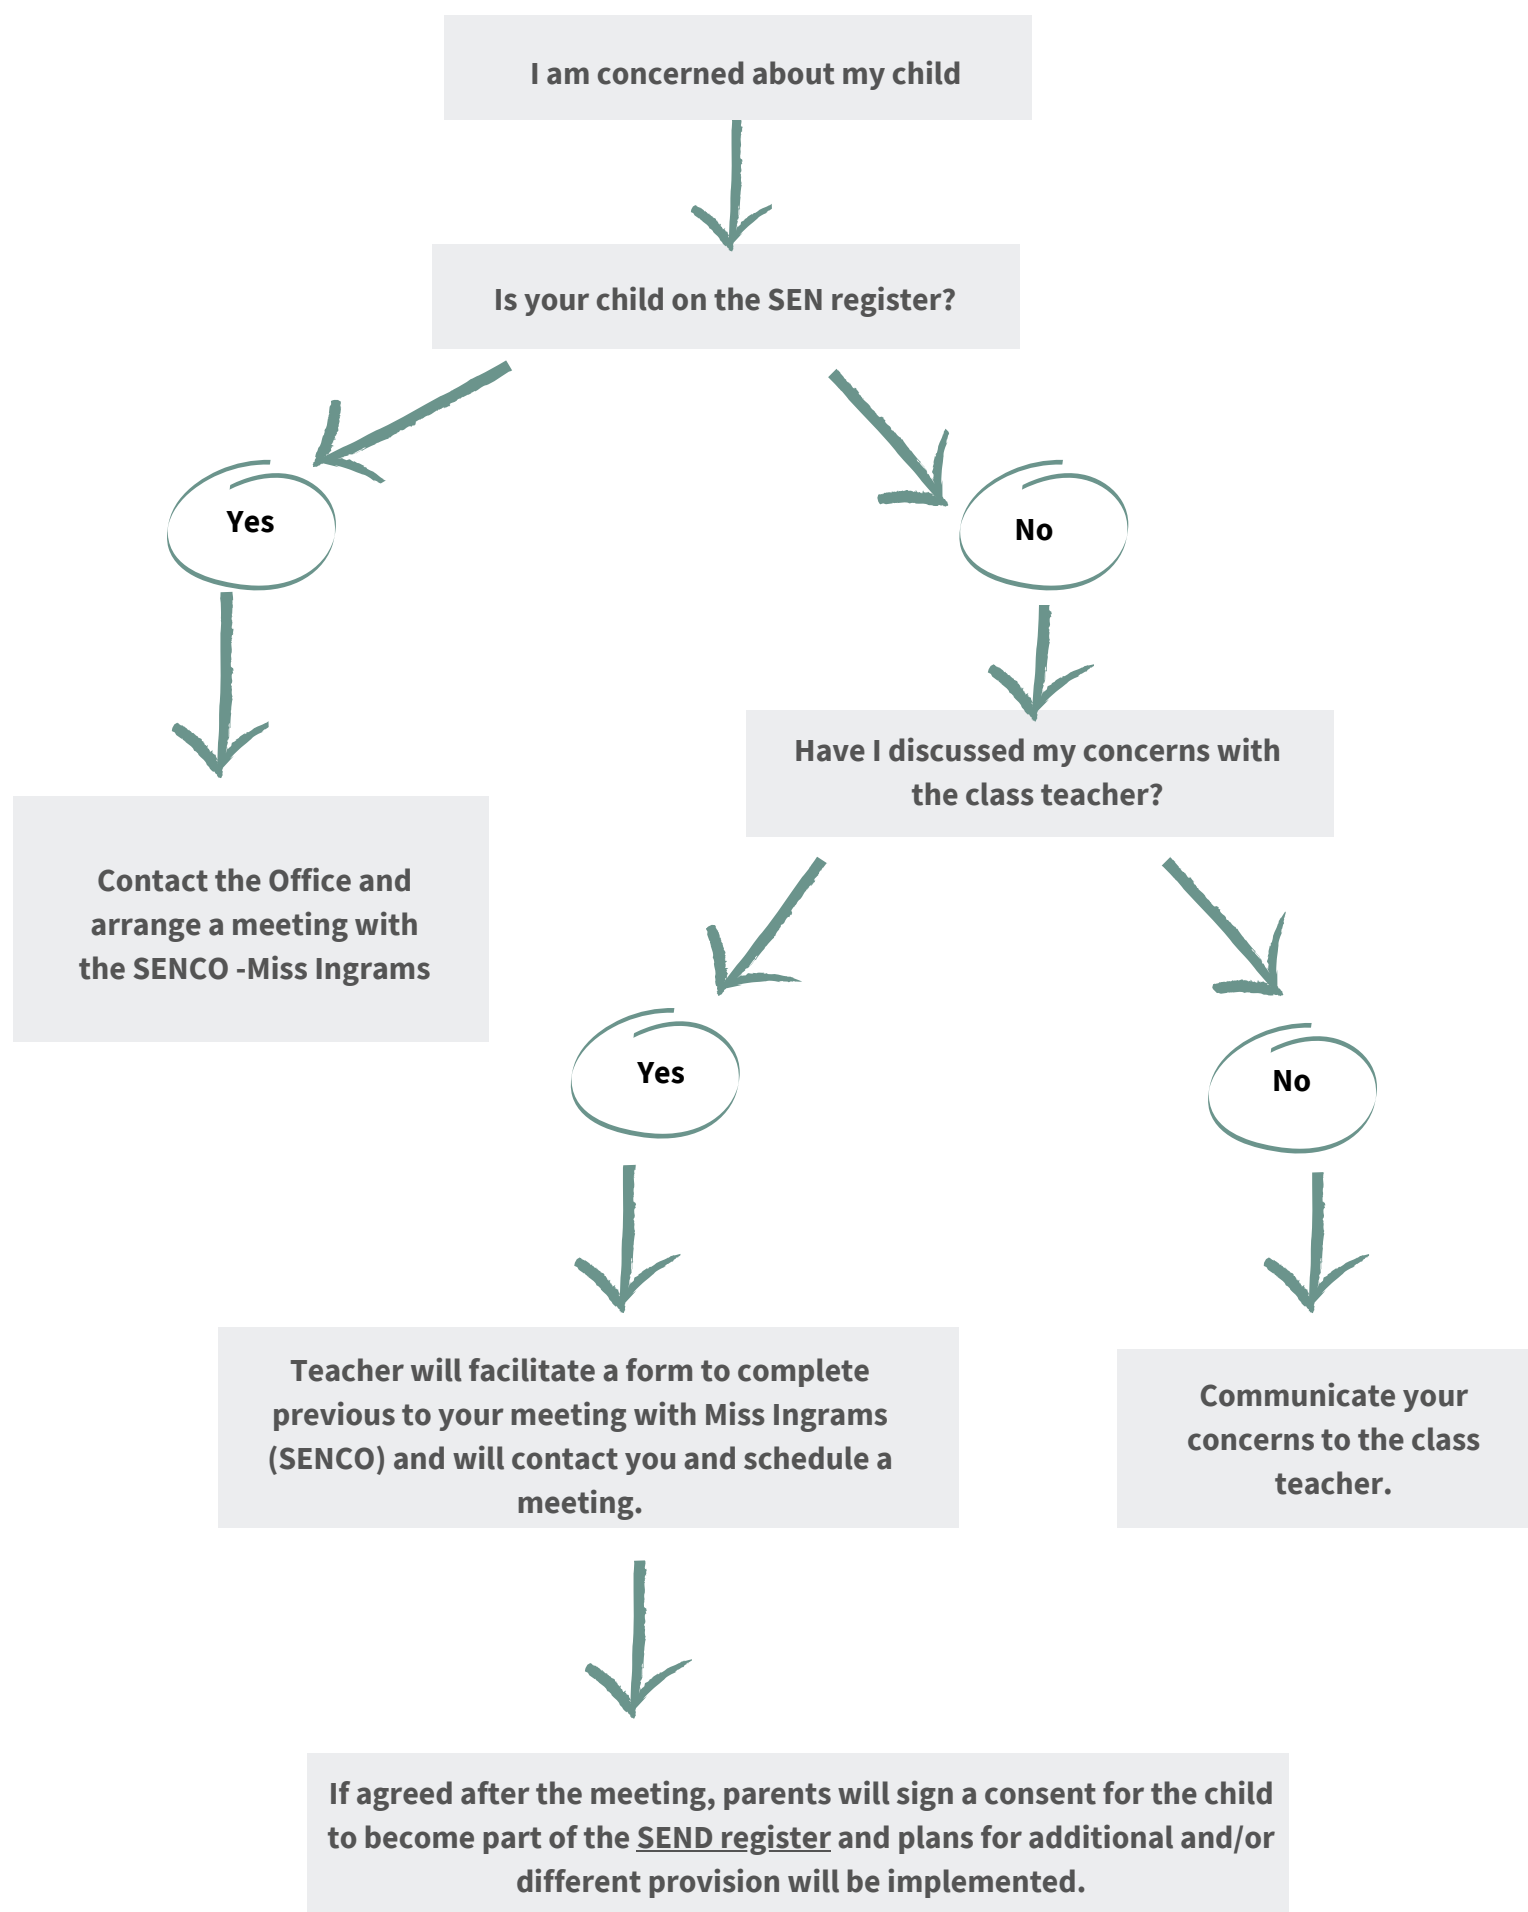 I am concerned about my child
Is your child on the SEN register?
Yes
No
Have I discussed my concerns with
the class teacher?
Contact the Office and
arrange a meeting with
the SENCO -Miss Ingrams
Yes
No
Teacher will facilitate a form to complete
previous to your meeting with Miss Ingrams
(SENCO) and will contact you and schedule a
meeting.
Communicate your
concerns to the class
teacher.
If agreed after the meeting, parents will sign a consent for the child
to become part of the SEND register and plans for additional and/or
different provision will be implemented.